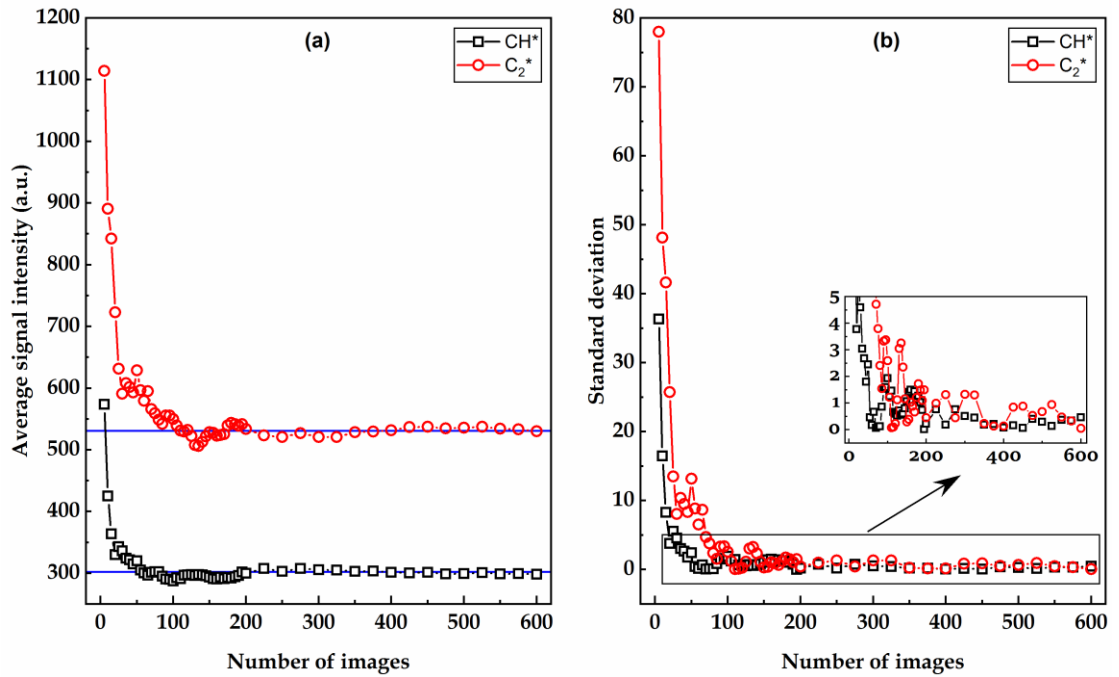 (a)
CH*
C₂*
1200
1100
1000
900
800
700
600
500
400
300
Average signal intensity (a.u.)
0 100 200 300 400 500 600
Number of images
(b)
CH*
C₂*
80
70
60
50
40
30
20
10
0
Standard deviation
5
4
3
2
1
0
0 200 400 600
0 100 200 300 400 500 600
Number of images